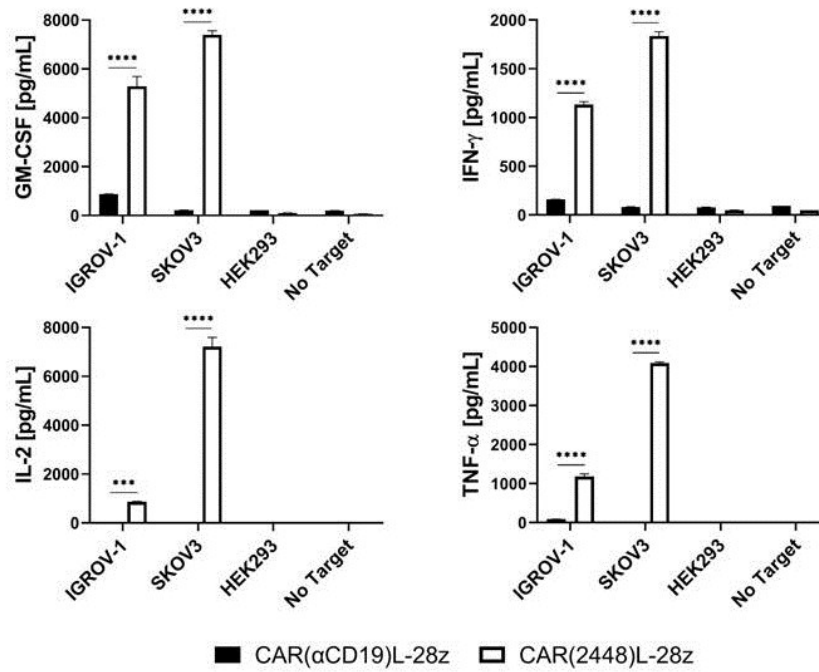 GM-CSF [pg/mL]
8000
6000
4000
2000
0
****
****
IGROV-1
SKOV3
HEK293
No Target
IFN-γ [pg/mL]
2000
1500
1000
500
0
****
****
IGROV-1
SKOV3
HEK293
No Target
IL-2 [pg/mL]
8000
6000
4000
2000
0
***
****
IGROV-1
SKOV3
HEK293
No Target
TNF-α [pg/mL]
5000
4000
3000
2000
1000
0
****
****
IGROV-1
SKOV3
HEK293
No Target
CAR(αCD19)L-28z CAR(2448)L-28z